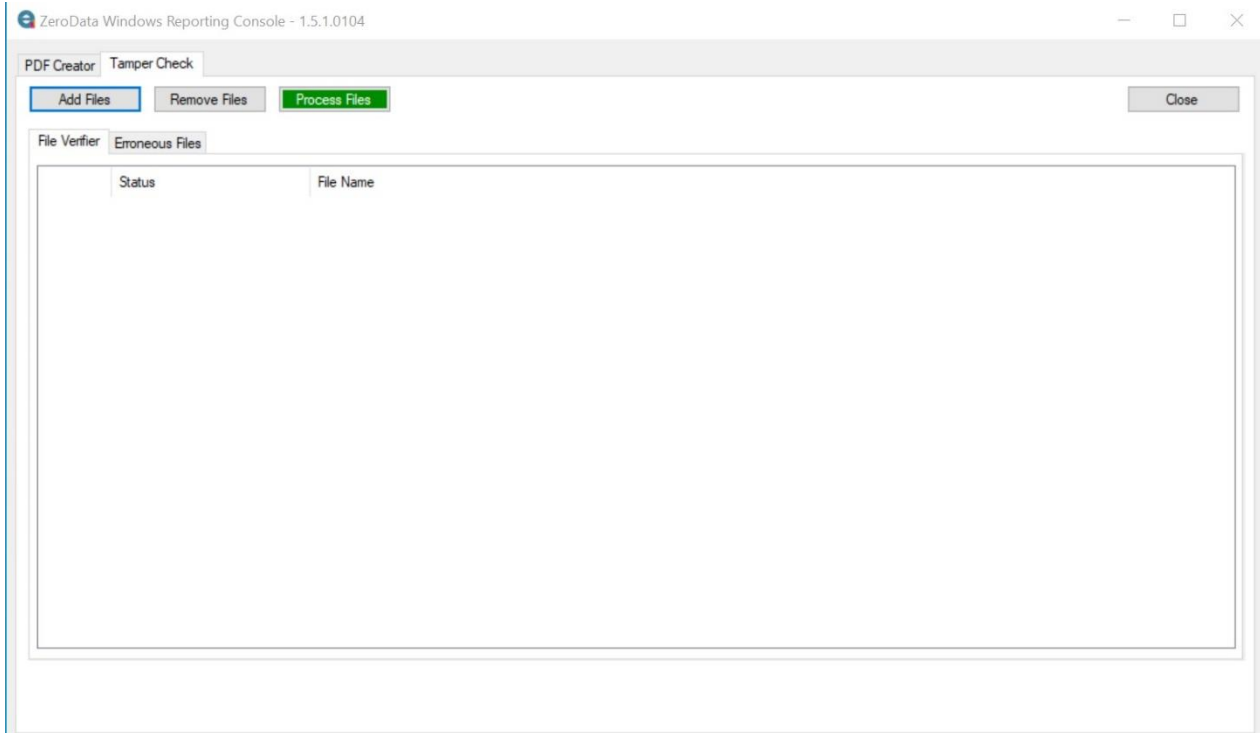 ZeroData Windows Reporting Console - 1.5.1.0104
PDF Creator Tamper Check
Add Files Remove Files Process Files Close
File Verifier Erroneous Files
Status File Name